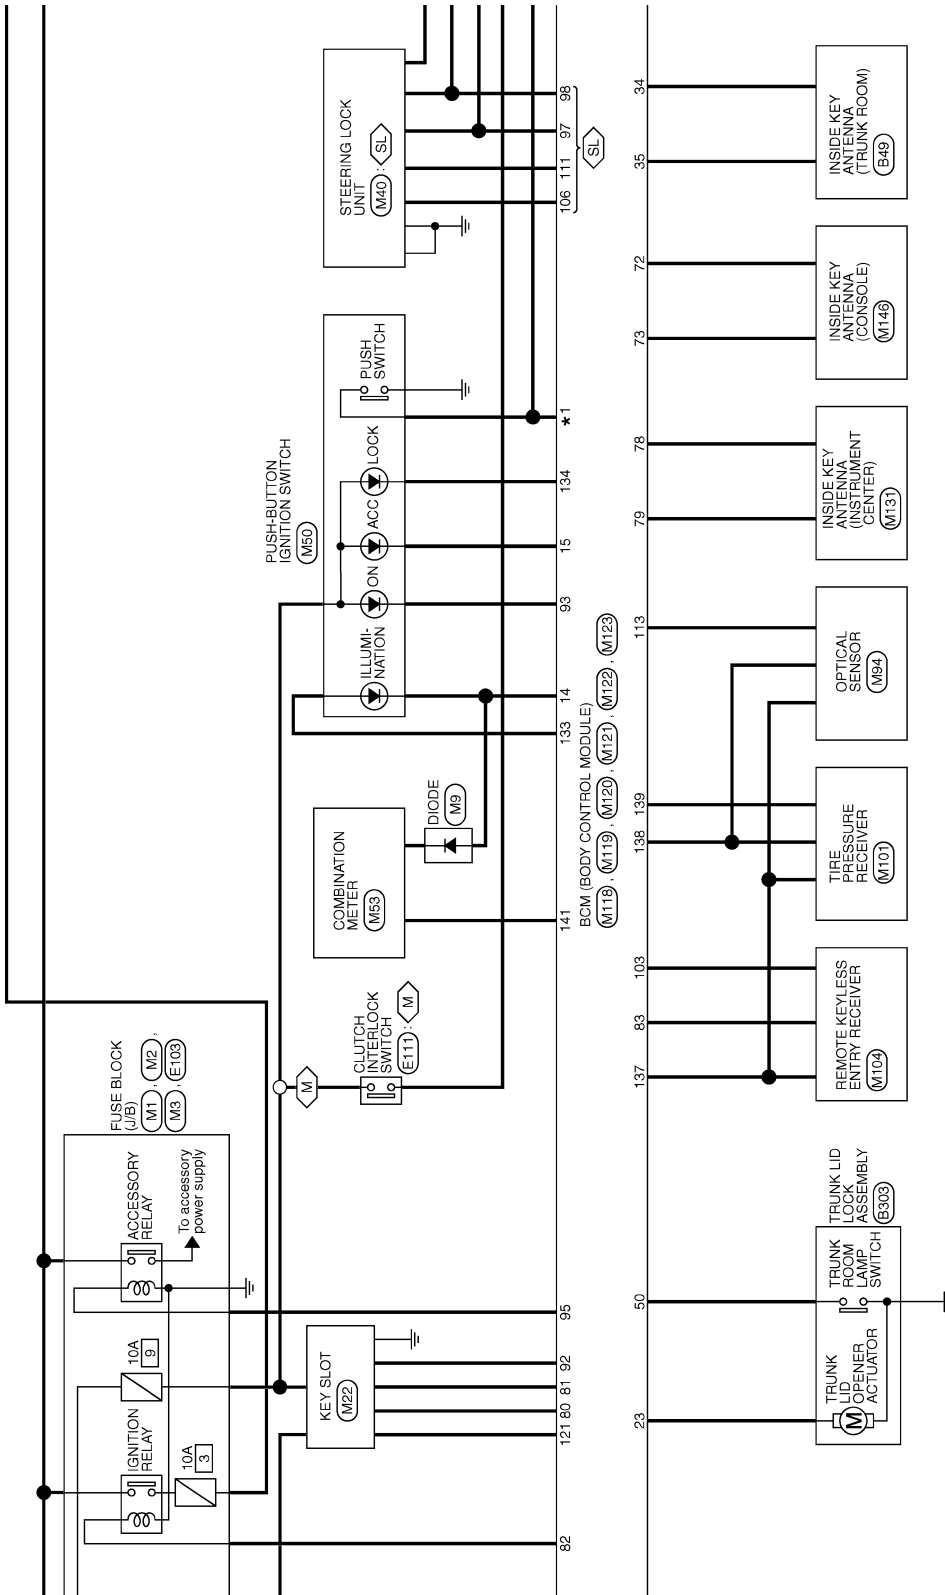 STEERING LOCK
UNIT
M40 : SL
98
97
111
106
SL
PUSH-BUTTON
IGNITION SWITCH
M50
PUSH
SWITCH
LOCK
ACC
ON
ILLUMI-
NATION
*1
134
15
93
14
133
COMBINATION
METER
M53
DIODE
M9
141
BCM (BODY CONTROL MODULE)
M118 , M119 , M120 , M121 , M122 , M123
CLUTCH
INTERLOCK
SWITCH
E111 : M
M
FUSE BLOCK
(J/B)
M1 , M2 ,
M3 , E103
ACCESSORY
RELAY
To accessory
power supply
10A
9
IGNITION
RELAY
10A
3
KEY SLOT
M22
95
92
81
80
121
82
34
35
INSIDE KEY
ANTENNA
(TRUNK ROOM)
B49
72
73
INSIDE KEY
ANTENNA
(CONSOLE)
M146
78
79
INSIDE KEY
ANTENNA
(INSTRUMENT
CENTER)
M131
113
OPTICAL
SENSOR
M94
139
138
TIRE
PRESSURE
RECEIVER
M101
103
83
137
REMOTE KEYLESS
ENTRY RECEIVER
M104
TRUNK LID
LOCK
ASSEMBLY
B303
50
TRUNK
ROOM
LAMP
SWITCH
23
TRUNK
LID
OPENER
ACTUATOR
M